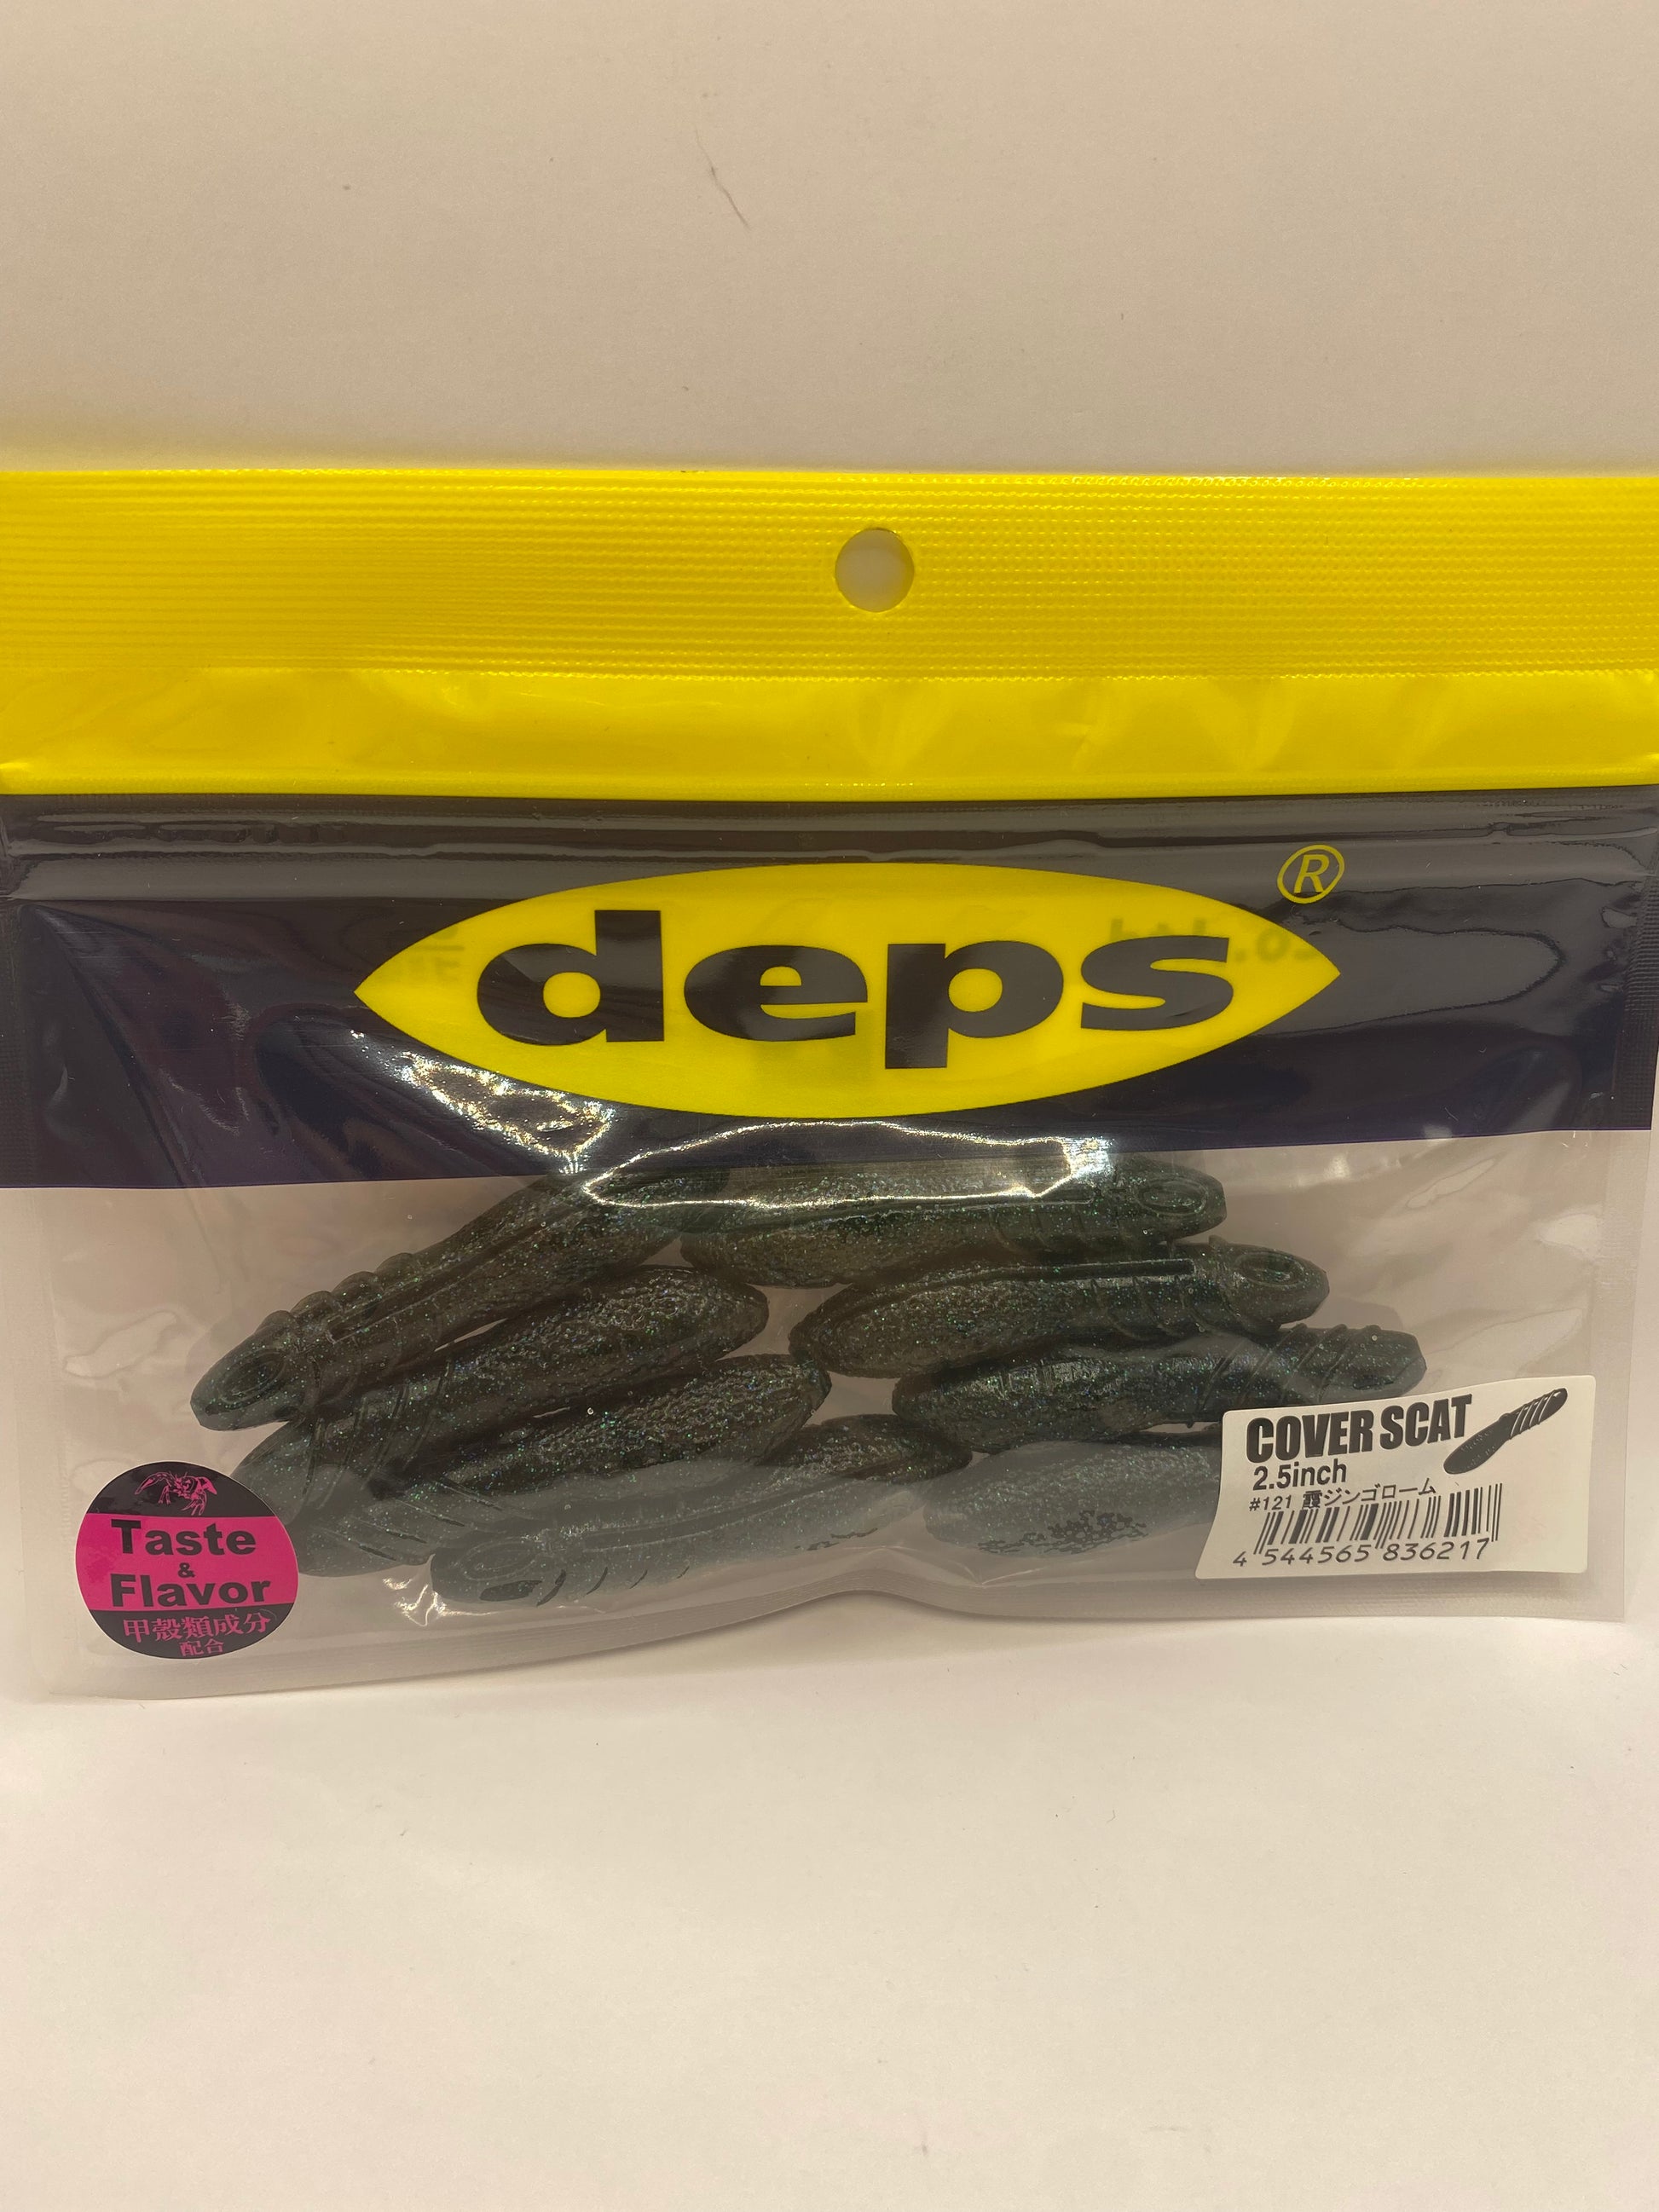 deps®
COVER SCAT
2.5inch
#121 霞ジンゴローム
4 544565 836217
Taste
&
Flavor
甲殻類成分
配合